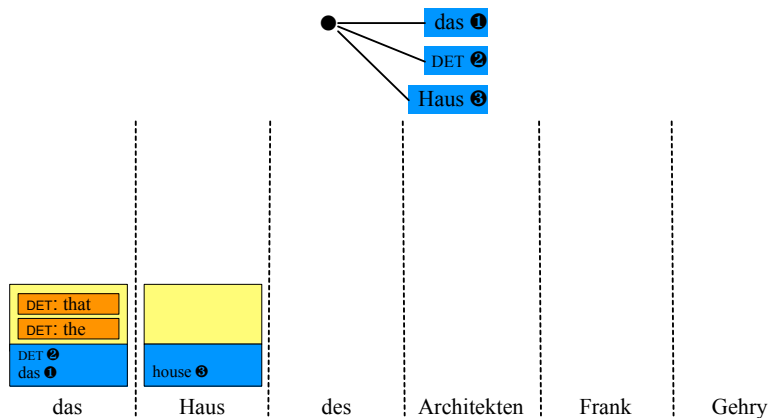 das ❶
DET ❷
Haus ❸
DET: that
DET: the
DET ❷
das ❶
house ❸
das Haus des Architekten Frank Gehry